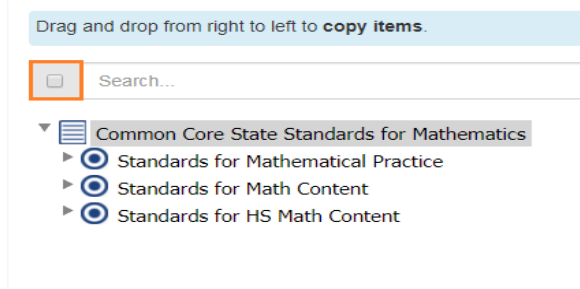 Drag and drop from right to left to copy items.
Search...
Common Core State Standards for Mathematics
Standards for Mathematical Practice
Standards for Math Content
Standards for HS Math Content